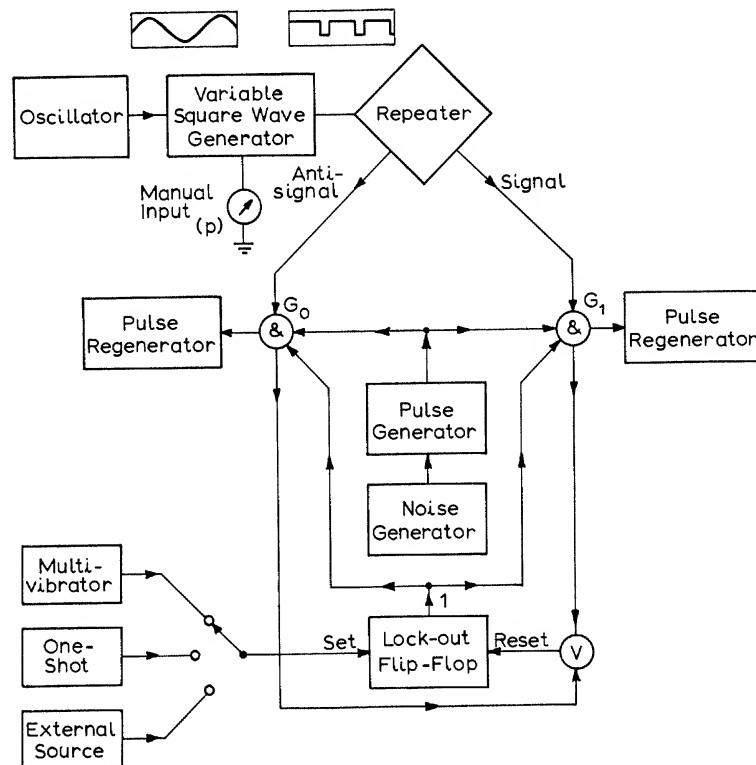 Oscillator
Variable
Square Wave
Generator
Repeater
Manual
Input
(p)
Anti-
signal
Signal
G0
G1
Pulse
Regenerator
&
&
Pulse
Regenerator
Pulse
Generator
Noise
Generator
Multi-
vibrator
1
One-
Shot
Set
Lock-out
Flip-Flop
Reset
V
External
Source